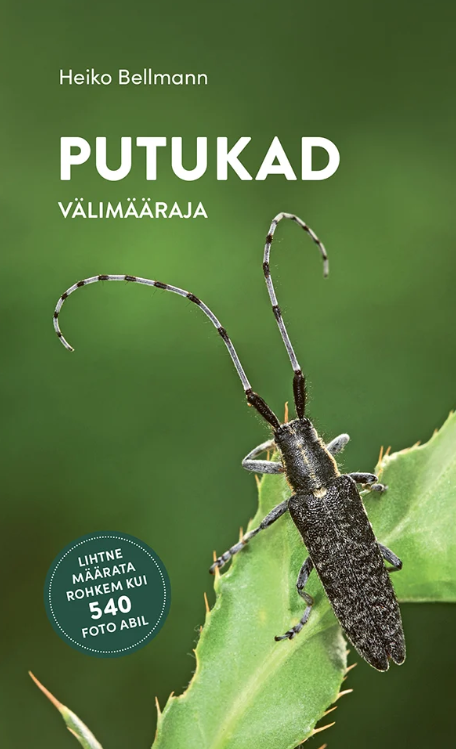 Heiko Bellmann
PUTUKAD
VÄLIMÄÄRAJA
LIHTNE
MÄÄRATA
ROHKEM KUI
540
FOTO ABIL